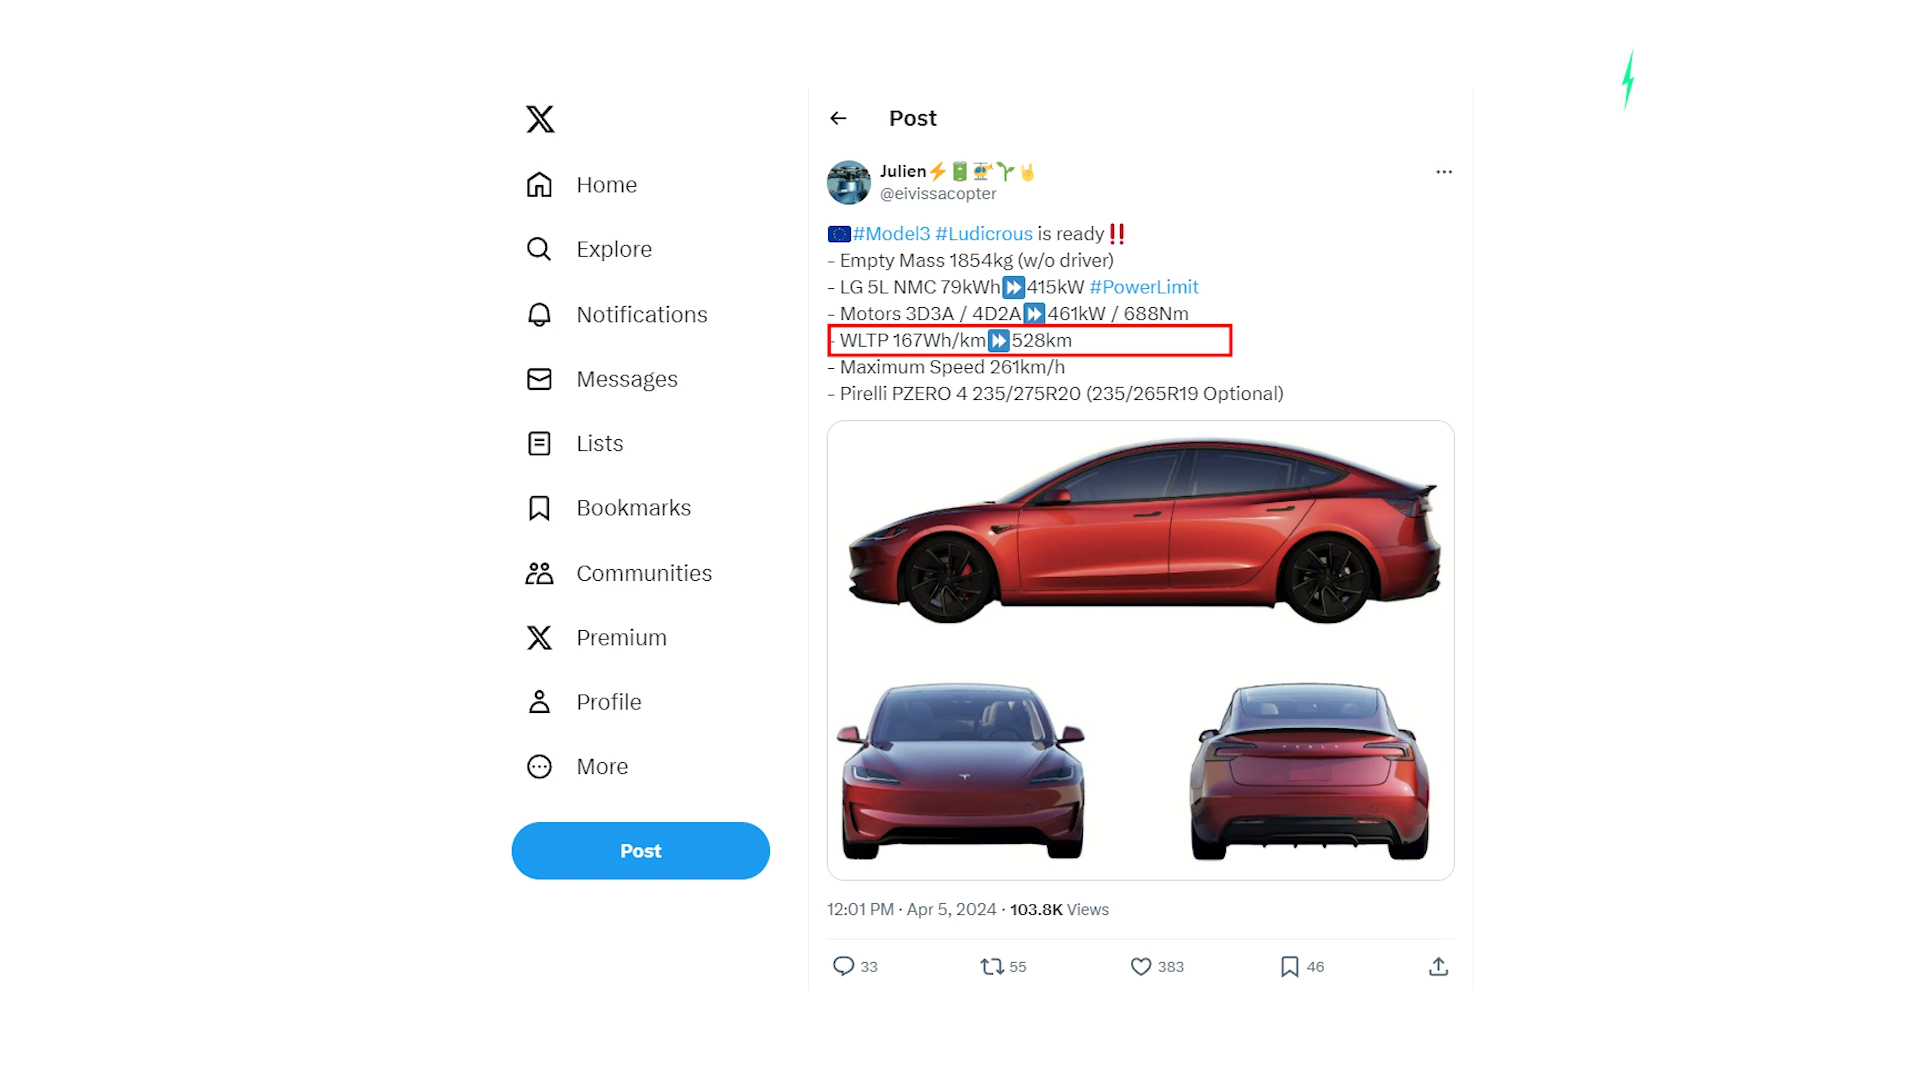 Home
Explore
Notifications
Messages
Lists
Bookmarks
Communities
Premium
Profile
More
Post
Post
Julien⚡🔋🚁🌱🤘
@eivissacopter
🇪🇺#Model3 #Ludicrous is ready‼️
- Empty Mass 1854kg (w/o driver)
- LG 5L NMC 79kWh⏩415kW #PowerLimit
- Motors 3D3A / 4D2A⏩461kW / 688Nm
- WLTP 167Wh/km⏩528km
- Maximum Speed 261km/h
- Pirelli PZERO 4 235/275R20 (235/265R19 Optional)
TESLA
12:01 PM · Apr 5, 2024 · 103.8K Views
33 55 383 46